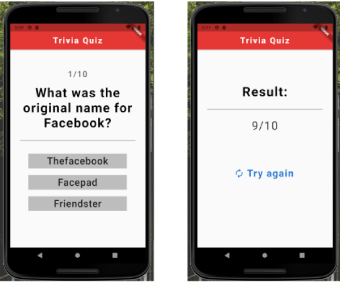 Trivia Quiz
1/10
What was the
original name for
Facebook?
Thefacebook
Facepad
Friendster
Trivia Quiz
Result:
9/10
Try again